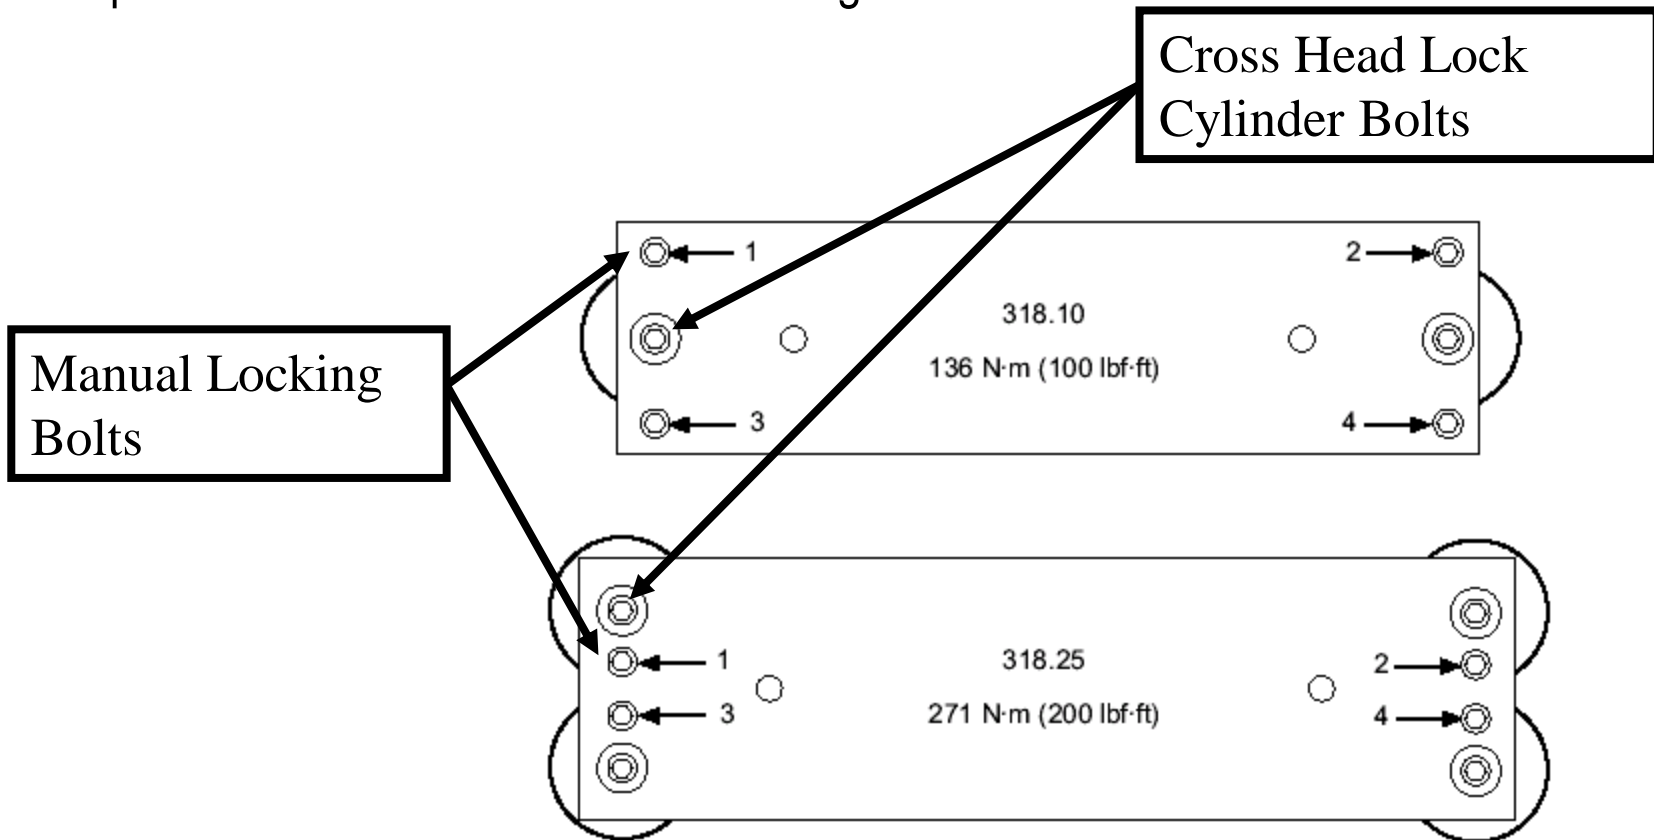 Cross Head Lock
Cylinder Bolts
1
2
318.10
136 N·m (100 lbf·ft)
Manual Locking
Bolts
3
4
1
318.25
2
3
271 N·m (200 lbf·ft)
4